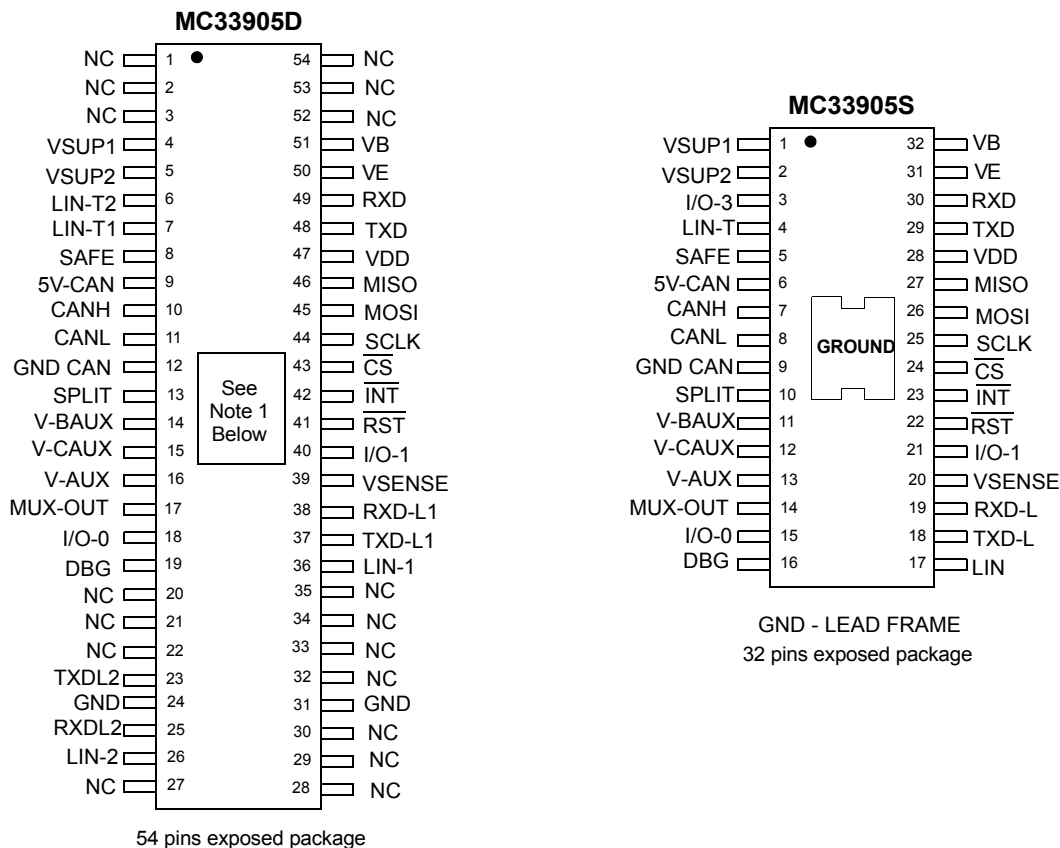 MC33905D
NC 1 54 NC
NC 2 53 NC
NC 3 52 NC
VSUP1 4 51 VB
VSUP2 5 50 VE
LIN-T2 6 49 RXD
LIN-T1 7 48 TXD
SAFE 8 47 VDD
5V-CAN 9 46 MISO
CANH 10 45 MOSI
CANL 11 44 SCLK
GND CAN 12 43 CS
SPLIT 13 42 INT
V-BAUX 14 41 RST
V-CAUX 15 40 I/O-1
V-AUX 16 39 VSENSE
MUX-OUT 17 38 RXD-L1
I/O-0 18 37 TXD-L1
DBG 19 36 LIN-1
NC 20 35 NC
NC 21 34 NC
NC 22 33 NC
TXDL2 23 32 NC
GND 24 31 GND
RXDL2 25 30 NC
LIN-2 26 29 NC
NC 27 28 NC
See
Note 1
Below
54 pins exposed package
MC33905S
VSUP1 1 32 VB
VSUP2 2 31 VE
I/O-3 3 30 RXD
LIN-T 4 29 TXD
SAFE 5 28 VDD
5V-CAN 6 27 MISO
CANH 7 26 MOSI
CANL 8 25 SCLK
GND CAN 9 24 CS
SPLIT 10 23 INT
V-BAUX 11 22 RST
V-CAUX 12 21 I/O-1
V-AUX 13 20 VSENSE
MUX-OUT 14 19 RXD-L
I/O-0 15 18 TXD-L
DBG 16 17 LIN
GROUND
GND - LEAD FRAME
32 pins exposed package